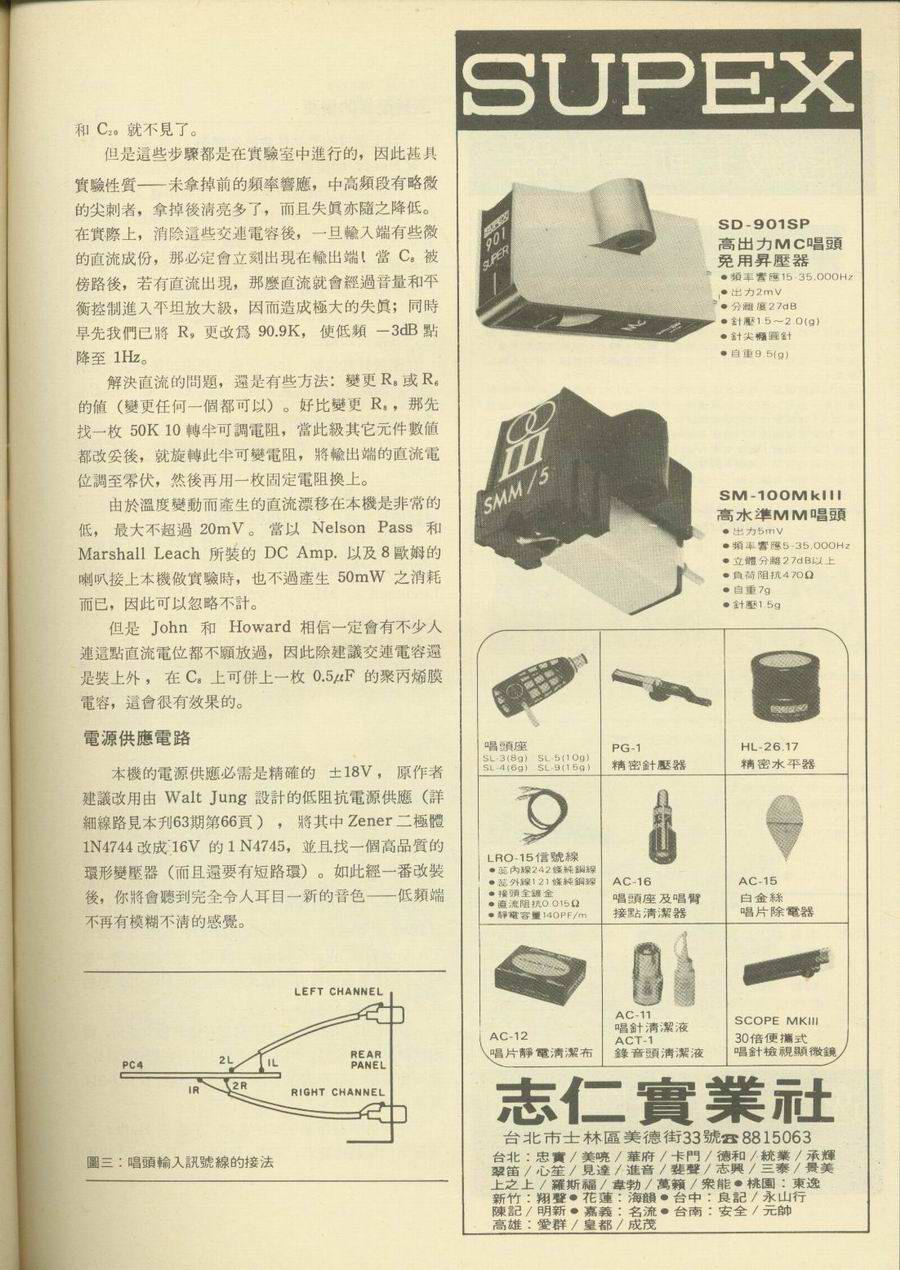 和 C₂₀ 就不見了。
但是這些步驟都是在實驗室中進行的，因此甚具
實驗性質——未拿掉前的頻率響應，中高頻段有略微
的尖刺者，拿掉後清亮多了，而且失眞亦隨之降低。
在實際上，消除這些交連電容後，一旦輸入端有些微
的直流成份，那必定會立刻出現在輸出端！當 C₈ 被
傍路後，若有直流出現，那麼直流就會經過音量和平
衡控制進入平坦放大級，因而造成極大的失眞；同時
早先我們已將 R₉ 更改爲 90.9K， 使低頻 －3dB 點
降至 1Hz。
解決直流的問題，還是有些方法：變更 R₈ 或 R₆
的值（變更任何一個都可以）。好比變更 R₈ ，那先
找一枚 50K 10 轉半可調電阻，當此級其它元件數値
都改妥後，就旋轉此半可變電阻，將輸出端的直流電
位調至零伏，然後再用一枚固定電阻換上。
由於溫度變動而產生的直流漂移在本機是非常的
低， 最大不超過 20mV 。 當以 Nelson Pass 和
Marshall Leach 所裝的 DC Amp. 以及 8 歐姆的
喇叭接上本機做實驗時，也不過產生 50mW 之消耗
而已，因此可以忽略不計。
但是 John 和 Howard 相信一定會有不少人
連這點直流電位都不願放過，因此除建議交連電容還
是裝上外 ， 在 C₈ 上可併上一枚 0.5μF 的聚丙烯膜
電容，這會很有效果的。
電源供應電路
本機的電源供應必需是精確的 ±18V ， 原作者
建議改用由 Walt Jung 設計的低阻抗電源供應（詳
細線路見本刋63期第66頁）， 將其中 Zener 二極體
1N4744 改成 16V 的 1 N4745，並且找一個高品質的
環形變壓器（而且還要有短路環）。如此經一番改裝
後，你將會聽到完全令人耳目一新的音色——低頻端
不再有模糊不清的感覺。
LEFT CHANNEL
PC4
2L
1L
REAR
PANEL
1R
2R
RIGHT CHANNEL
圖三：唱頭輸入訊號線的接法
SUPEX
SUPEX
901
SUPER
MC
SD-901SP
高出力MC唱頭
免用昇壓器
●頻率響應15-35,000Hz
●出力2mV
●分離度27dB
●針壓1.5～2.0(g)
●針尖橢圓針
●自重9.5(g)
III
SMM/5
SM-100MkIII
高水準MM唱頭
●出力5mV
●頻率響應5-35,000Hz
●立體分離27dB以上
●負荷阻抗470Ω
●自重7g
●針壓1.5g
唱頭座
SL-3(8g) SL-5(10g)
SL-4(6g) SL-9(15g)
PG-1
精密針壓器
SUPEX
HL-26.17
精密水平器
LRO-15信號線
●蕊內線242條純銅線
●蕊外線121條純銅線
●接頭全鍍金
●直流阻抗0.015Ω
●靜電容量140PF/m
AC-16
唱頭座及唱臂
接點清潔器
AC-15
白金絲
唱片除電器
AC-12
唱片靜電清潔布
AC-11
唱針清潔液
ACT-1
錄音頭清潔液
SCOPE MKIII
30倍便攜式
唱針檢視顯微鏡
志仁實業社
台北市士林區美德街33號☎8815063
台北：忠實／美曉／華府／卡門／德和／統業／承輝
翠笛／心笙／見達／進音／斐聲／志興／三泰／景美
上之上／羅斯福／韋勃／萬籟／衆能●桃園：東逸
新竹：翔聲●花蓮：海韻●台中：良記／永山行
陳記／明新●嘉義：名流●台南：安全／元帥
高雄：愛群／皇都／成茂